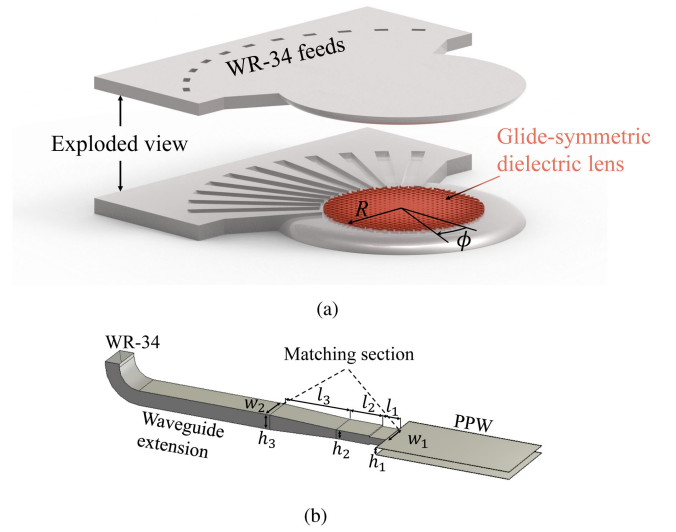 WR-34 feeds
Exploded view
Glide-symmetric
dielectric lens
R
ϕ
(a)
WR-34
Matching section
l₃
l₂
l₁
w₂
PPW
Waveguide
extension
h₃
h₂
h₁
w₁
(b)